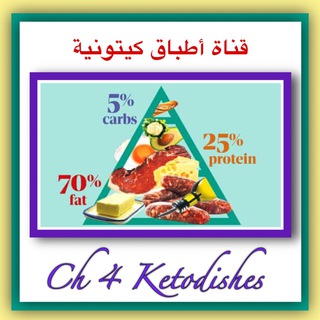 قناة أطباق كيتونية
5%
carbs
25%
protein
70%
fat
Ch 4 Ketodishes